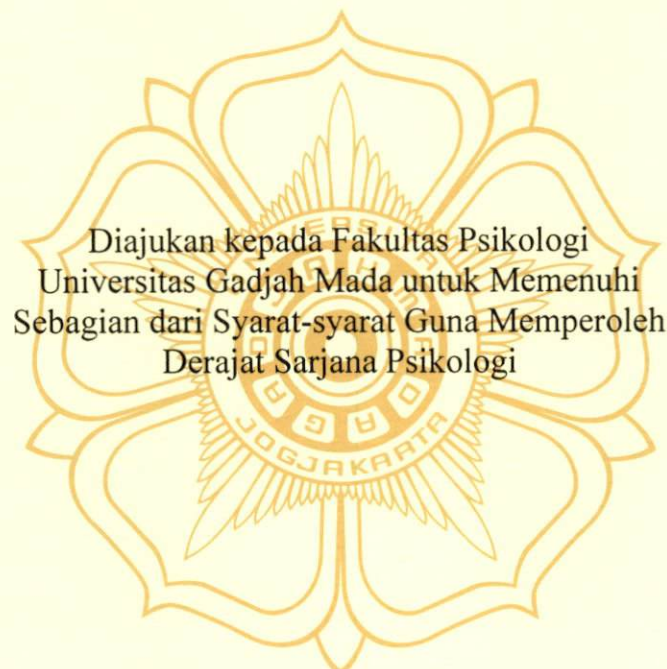 Diajukan kepada Fakultas Psikologi
Universitas Gadjah Mada untuk Memenuhi
Sebagian dari Syarat-syarat Guna Memperoleh
Derajat Sarjana Psikologi
JOGJAKARTA